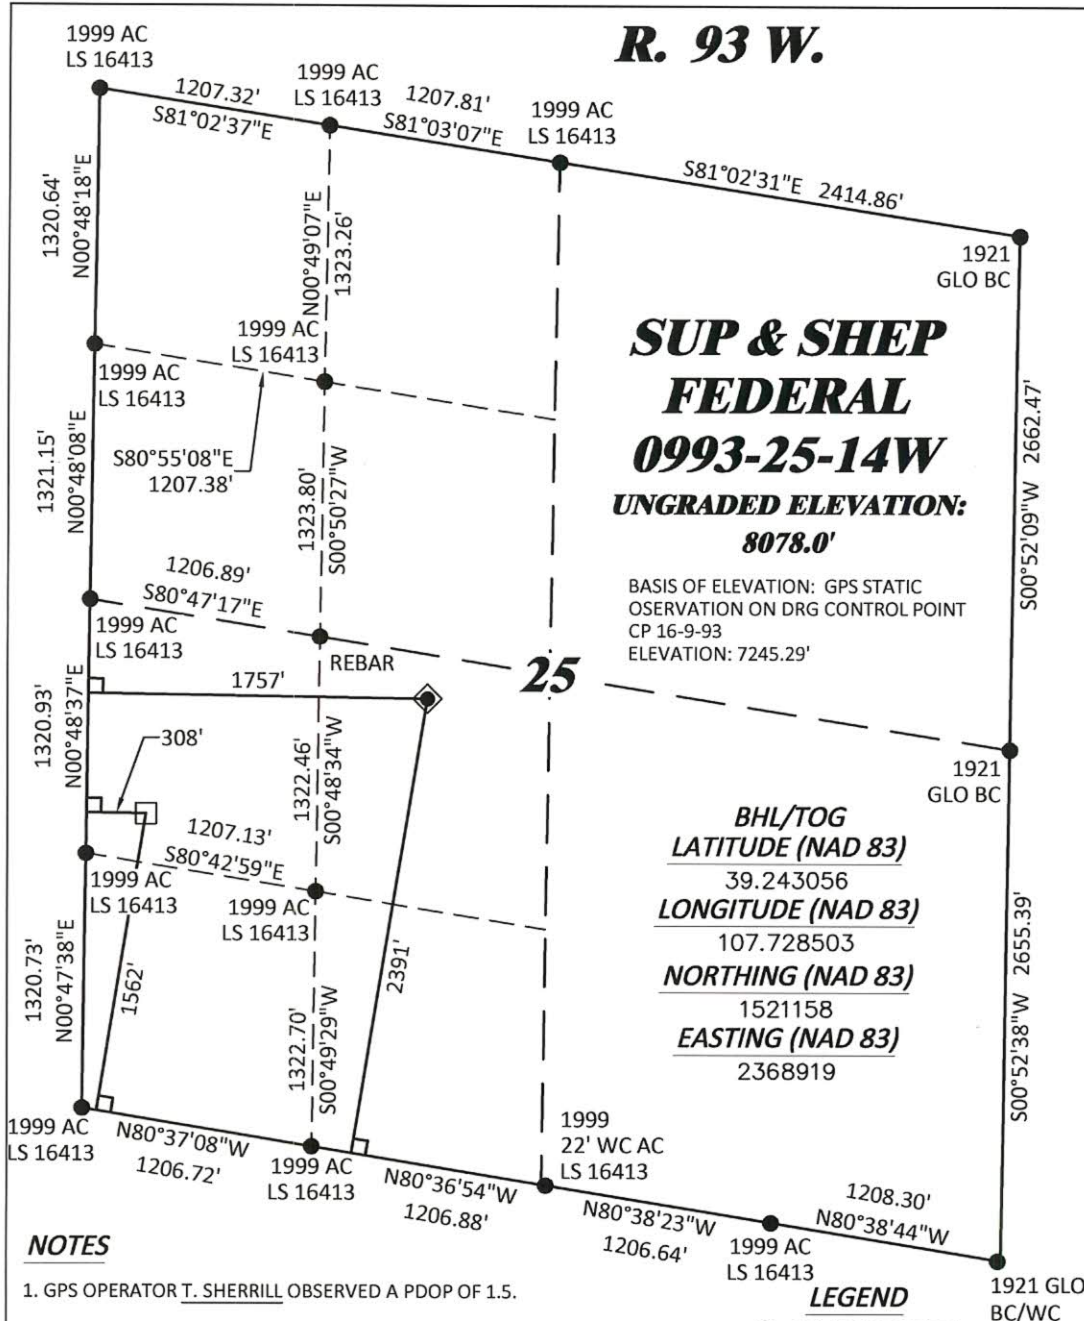 R. 93 W.
1999 AC
LS 16413
1207.32'
S81°02'37"E
1999 AC
LS 16413
1207.81'
S81°03'07"E
1999 AC
LS 16413
S81°02'31"E 2414.86'
1921
GLO BC
1320.64'
N00°48'18"E
N00°49'07"E
1323.26'
1999 AC
LS 16413
1999 AC
LS 16413
S80°55'08"E
1207.38'
1321.15'
N00°48'08"E
1323.80'
S00°50'27"W
SUP & SHEP
FEDERAL
0993-25-14W
UNGRADED ELEVATION:
8078.0'
BASIS OF ELEVATION: GPS STATIC
OSERVATION ON DRG CONTROL POINT
CP 16-9-93
ELEVATION: 7245.29'
S00°52'09"W 2662.47'
1206.89'
S80°47'17"E
1999 AC
LS 16413
REBAR
25
1757'
1320.93'
N00°48'37"E
308'
1322.46'
S00°48'34"W
1921
GLO BC
1207.13'
S80°42'59"E
1999 AC
LS 16413
1999 AC
LS 16413
BHL/TOG
LATITUDE (NAD 83)
39.243056
LONGITUDE (NAD 83)
107.728503
NORTHING (NAD 83)
1521158
EASTING (NAD 83)
2368919
1320.73'
N00°47'38"E
1562'
2391'
1322.70'
S00°49'29"W
S00°52'38"W 2655.39'
1999 AC
LS 16413
N80°37'08"W
1206.72'
1999 AC
LS 16413
N80°36'54"W
1206.88'
1999
22' WC AC
LS 16413
N80°38'23"W
1206.64'
1999 AC
LS 16413
1208.30'
N80°38'44"W
1921 GLO
BC/WC
NOTES
1. GPS OPERATOR T. SHERRILL OBSERVED A PDOP OF 1.5.
LEGEND